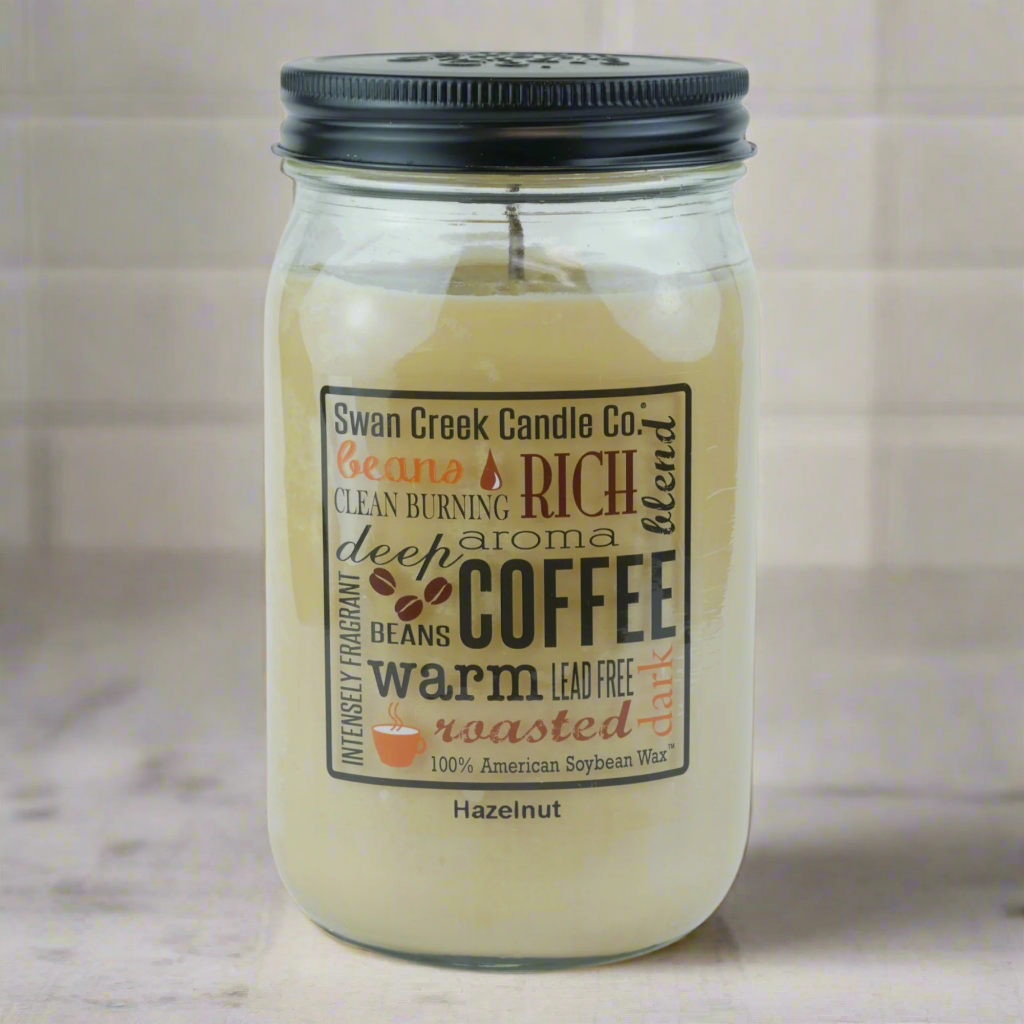 Swan Creek Candle Co.®
beans
RICH
blend
CLEAN BURNING
deep
aroma
COFFEE
BEANS
INTENSELY FRAGRANT
warm
LEAD FREE
dark
roasted
100% American Soybean Wax™
Hazelnut